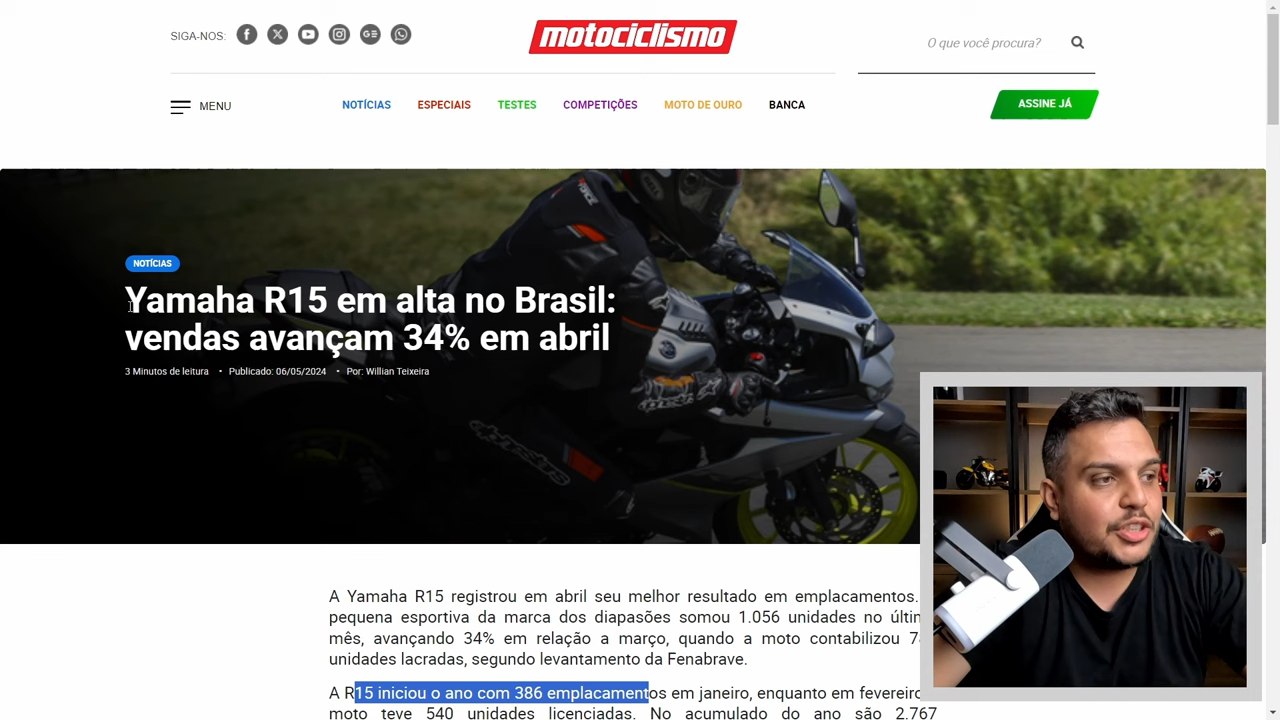 SIGA-NOS:
motociclismo
O que você procura?
MENU
NOTÍCIAS
ESPECIAIS
TESTES
COMPETIÇÕES
MOTO DE OURO
BANCA
ASSINE JÁ
NOTÍCIAS
Yamaha R15 em alta no Brasil:
vendas avançam 34% em abril
3 Minutos de leitura • Publicado: 06/05/2024 • Por: Willian Teixeira
A Yamaha R15 registrou em abril seu melhor resultado em emplacamentos.
pequena esportiva da marca dos diapasões somou 1.056 unidades no
mês, avançando 34% em relação a março, quando a moto contabilizou
unidades lacradas, segundo levantamento da Fenabrave.
A R15 iniciou o ano com 386 emplacamentos em janeiro, enquanto em
moto teve 540 unidades licenciadas. No acumulado do ano são 2.767